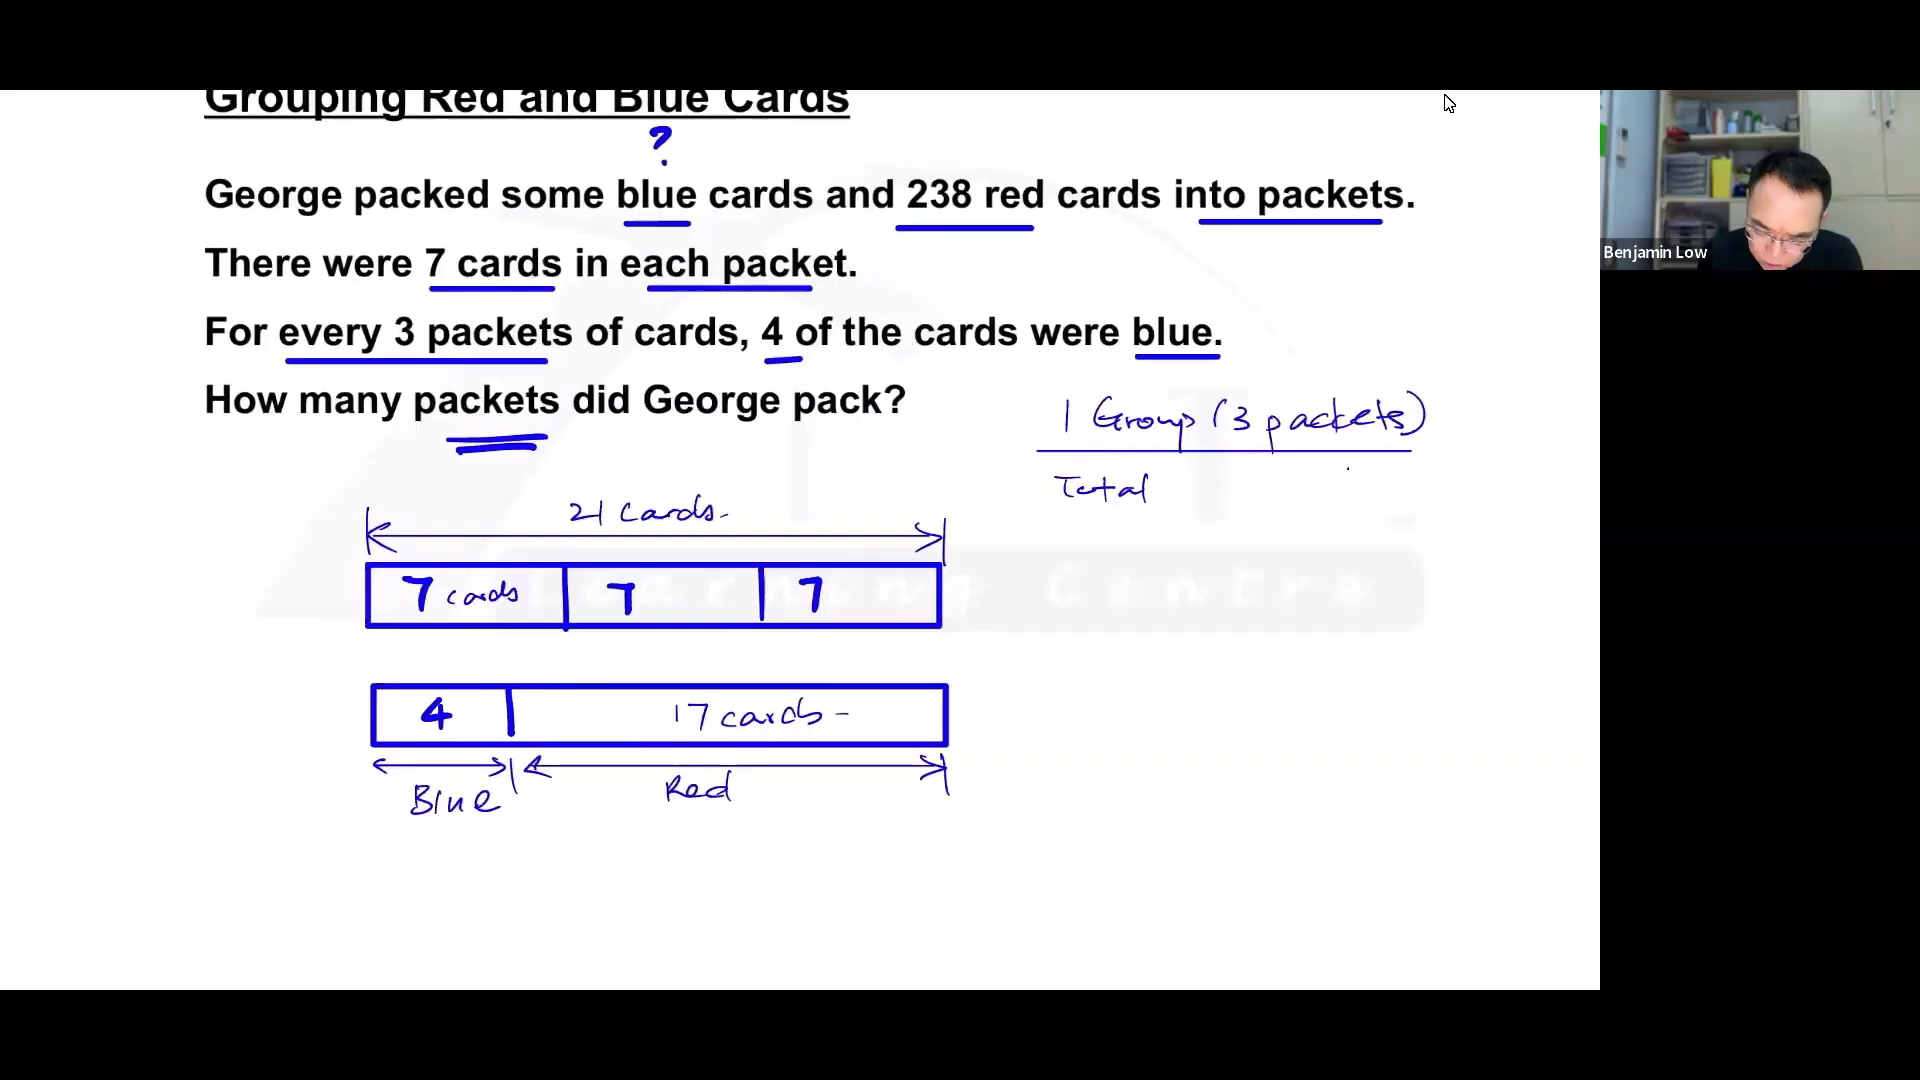 Grouping Red and Blue Cards
?
George packed some blue cards and 238 red cards into packets.
There were 7 cards in each packet.
For every 3 packets of cards, 4 of the cards were blue.
How many packets did George pack?
1 Group (3 packets)
Total
21 cards
7 cards 7 7
4 17 cards
Blue Red
Learning Centre
Benjamin Low